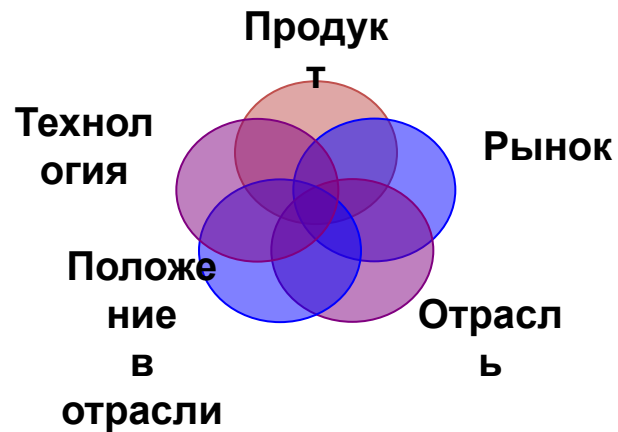 Продук
т
Технол
огия
Рынок
Положе
ние
в
отрасли
Отрасл
ь